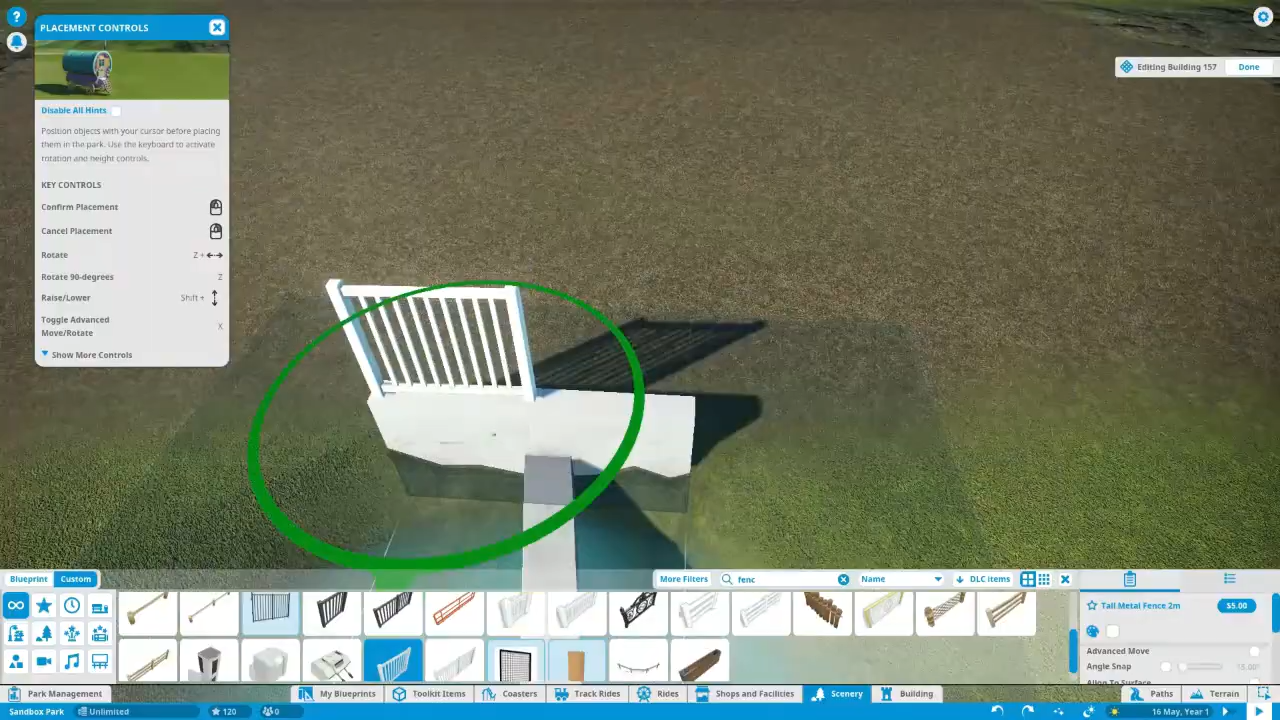 PLACEMENT CONTROLS
Disable All Hints
Position objects with your cursor before placing
them in the park. Use the keyboard to activate
rotation and height controls.
KEY CONTROLS
Confirm Placement
Cancel Placement
Rotate Z +
Rotate 90-degrees Z
Raise/Lower Shift +
Toggle Advanced
Move/Rotate X
Show More Controls
Editing Building 157 Done
Blueprint Custom More Filters fenc Name DLC items
Tall Metal Fence 2m $5.00
Advanced Move
Angle Snap 15.00°
Align To Surface
Park Management My Blueprints Toolkit Items Coasters Track Rides Rides Shops and Facilities Scenery Building Paths Terrain
Sandbox Park Unlimited 120 0 16 May, Year 1